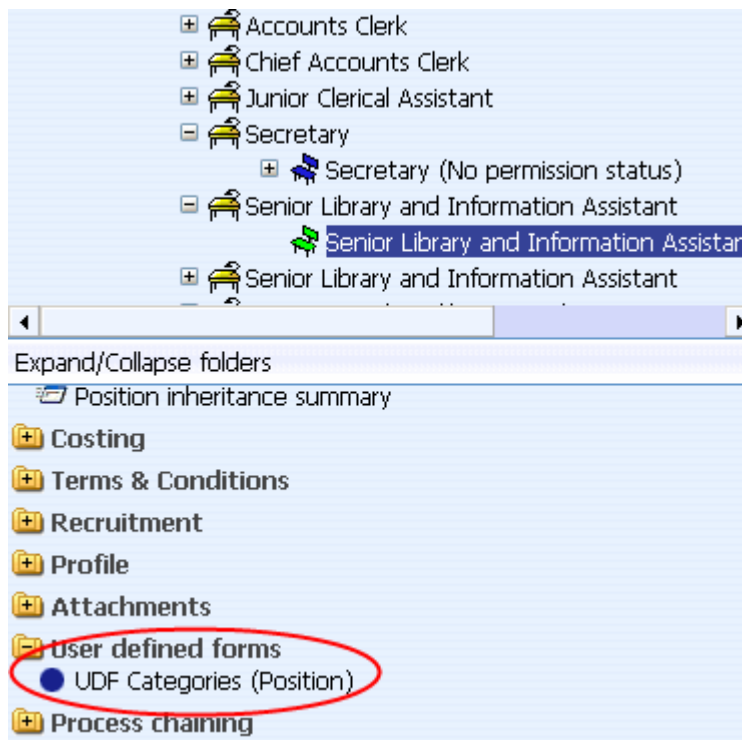 Accounts Clerk
Chief Accounts Clerk
Junior Clerical Assistant
Secretary
Secretary (No permission status)
Senior Library and Information Assistant
Senior Library and Information Assistan
Senior Library and Information Assistant
Expand/Collapse folders
Position inheritance summary
Costing
Terms & Conditions
Recruitment
Profile
Attachments
User defined forms
UDF Categories (Position)
Process chaining